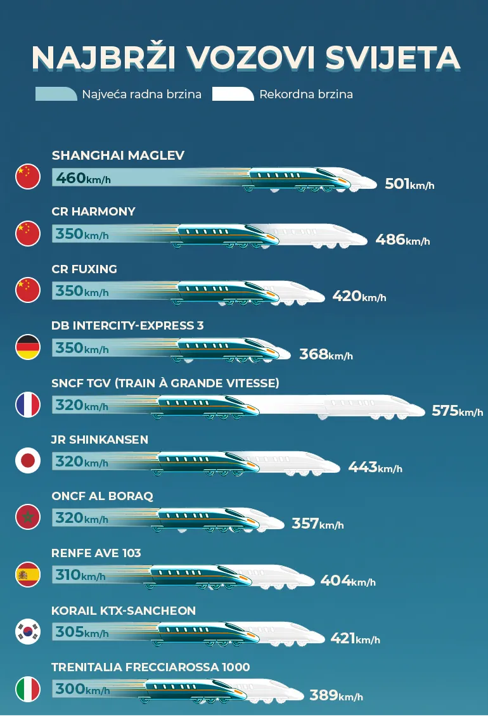 NAJBRŽI VOZOVI SVIJETA
Najveća radna brzina Rekordna brzina
SHANGHAI MAGLEV
460km/h 501km/h
CR HARMONY
350km/h 486km/h
CR FUXING
350km/h 420km/h
DB INTERCITY-EXPRESS 3
350km/h 368km/h
SNCF TGV (TRAIN À GRANDE VITESSE)
320km/h 575km/h
JR SHINKANSEN
320km/h 443km/h
ONCF AL BORAQ
320km/h 357km/h
RENFE AVE 103
310km/h 404km/h
KORAIL KTX-SANCHEON
305km/h 421km/h
TRENITALIA FRECCIAROSSA 1000
300km/h 389km/h